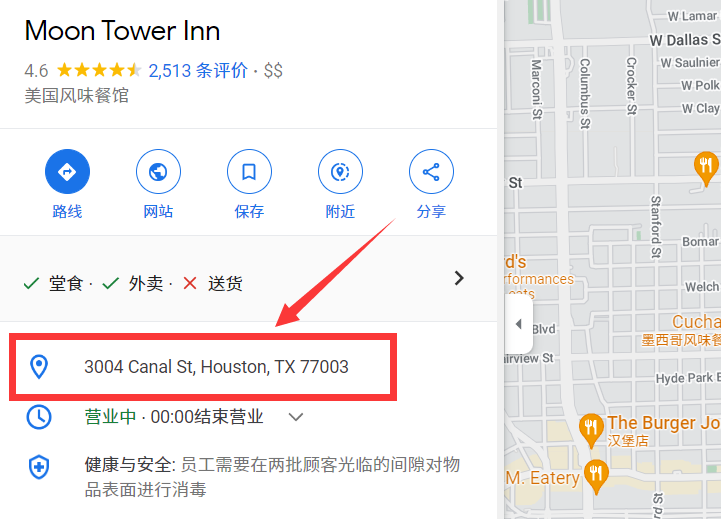 Moon Tower Inn
4.6 2,513 条评价 · $$
美国风味餐馆
路线 网站 保存 附近 分享
堂食 · 外卖 · 送货
3004 Canal St, Houston, TX 77003
营业中 · 00:00结束营业
健康与安全: 员工需要在两批顾客光临的间隙对物
品表面进行消毒
W Lamar
W Dallas S
W Saulnier
W Polk
W Clay
Marconi St
Columbus St
Crocker St
St
Stanford St
Bomar
rd's
rformances
Welch
Cucha
墨西哥风味餐
Blvd
airview St
Hyde Park B
The Burger Jo
汉堡店
M. Eatery
St